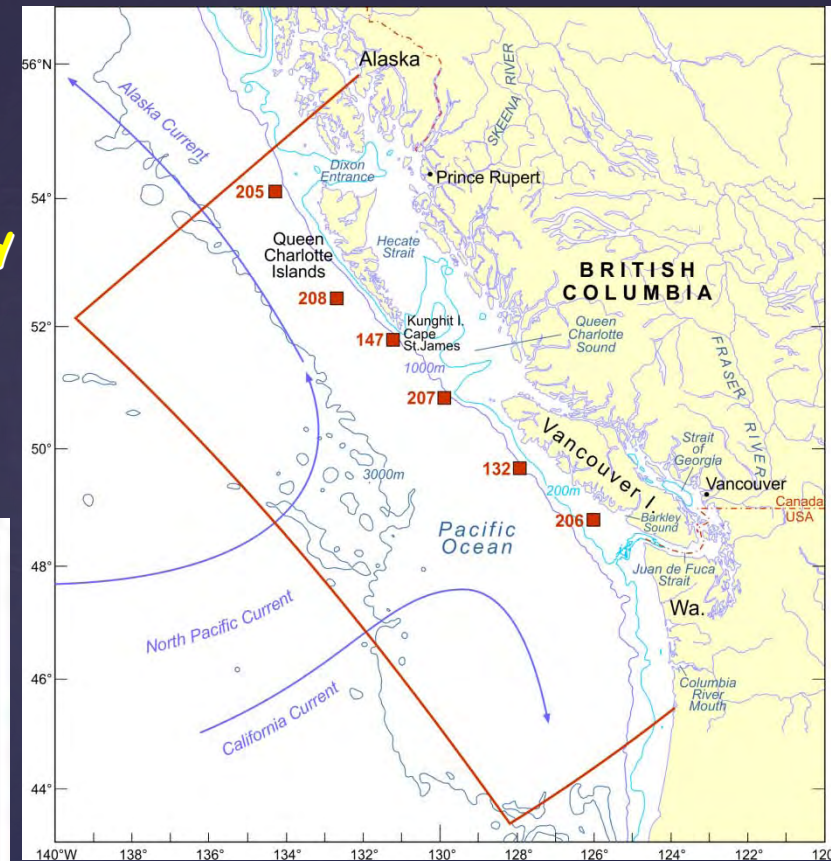 56°N
54°
52°
50°
48°
46°
44°
140°W
138°
136°
134°
132°
130°
128°
126°
124°
122°
120
Alaska
Alaska Current
SKEENA RIVER
Dixon
Entrance
Prince Rupert
205
Queen
Charlotte
Islands
Hecate
Strait
BRITISH
COLUMBIA
208
147
Kunghit I.
Cape
St.James
Queen
Charlotte
Sound
1000m
207
FRASER RIVER
Vancouver I.
Strait
of
Georgia
3000m
132
200m
Vancouver
Canada
USA
206
Barkley
Sound
Pacific
Ocean
Juan de Fuca
Strait
North Pacific Current
Wa.
California Current
Columbia
River
Mouth